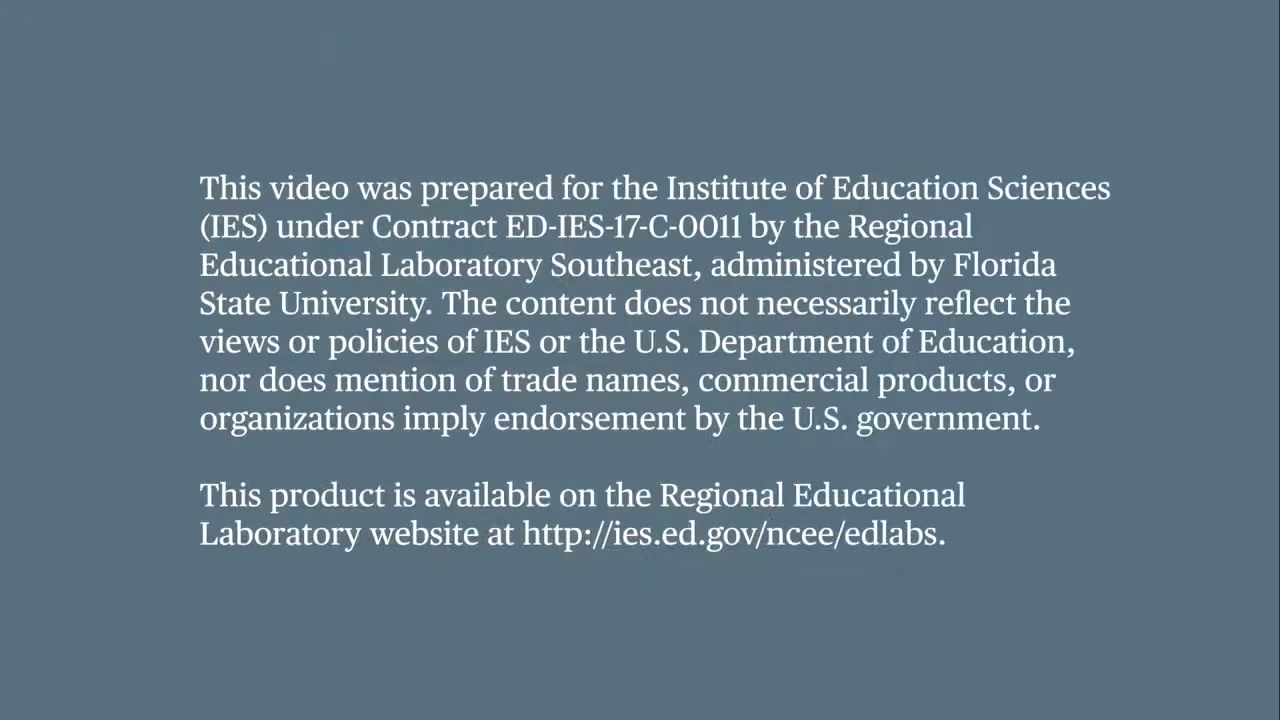 This video was prepared for the Institute of Education Sciences
(IES) under Contract ED-IES-17-C-0011 by the Regional
Educational Laboratory Southeast, administered by Florida
State University. The content does not necessarily reflect the
views or policies of IES or the U.S. Department of Education,
nor does mention of trade names, commercial products, or
organizations imply endorsement by the U.S. government.
This product is available on the Regional Educational
Laboratory website at http://ies.ed.gov/ncee/edlabs.